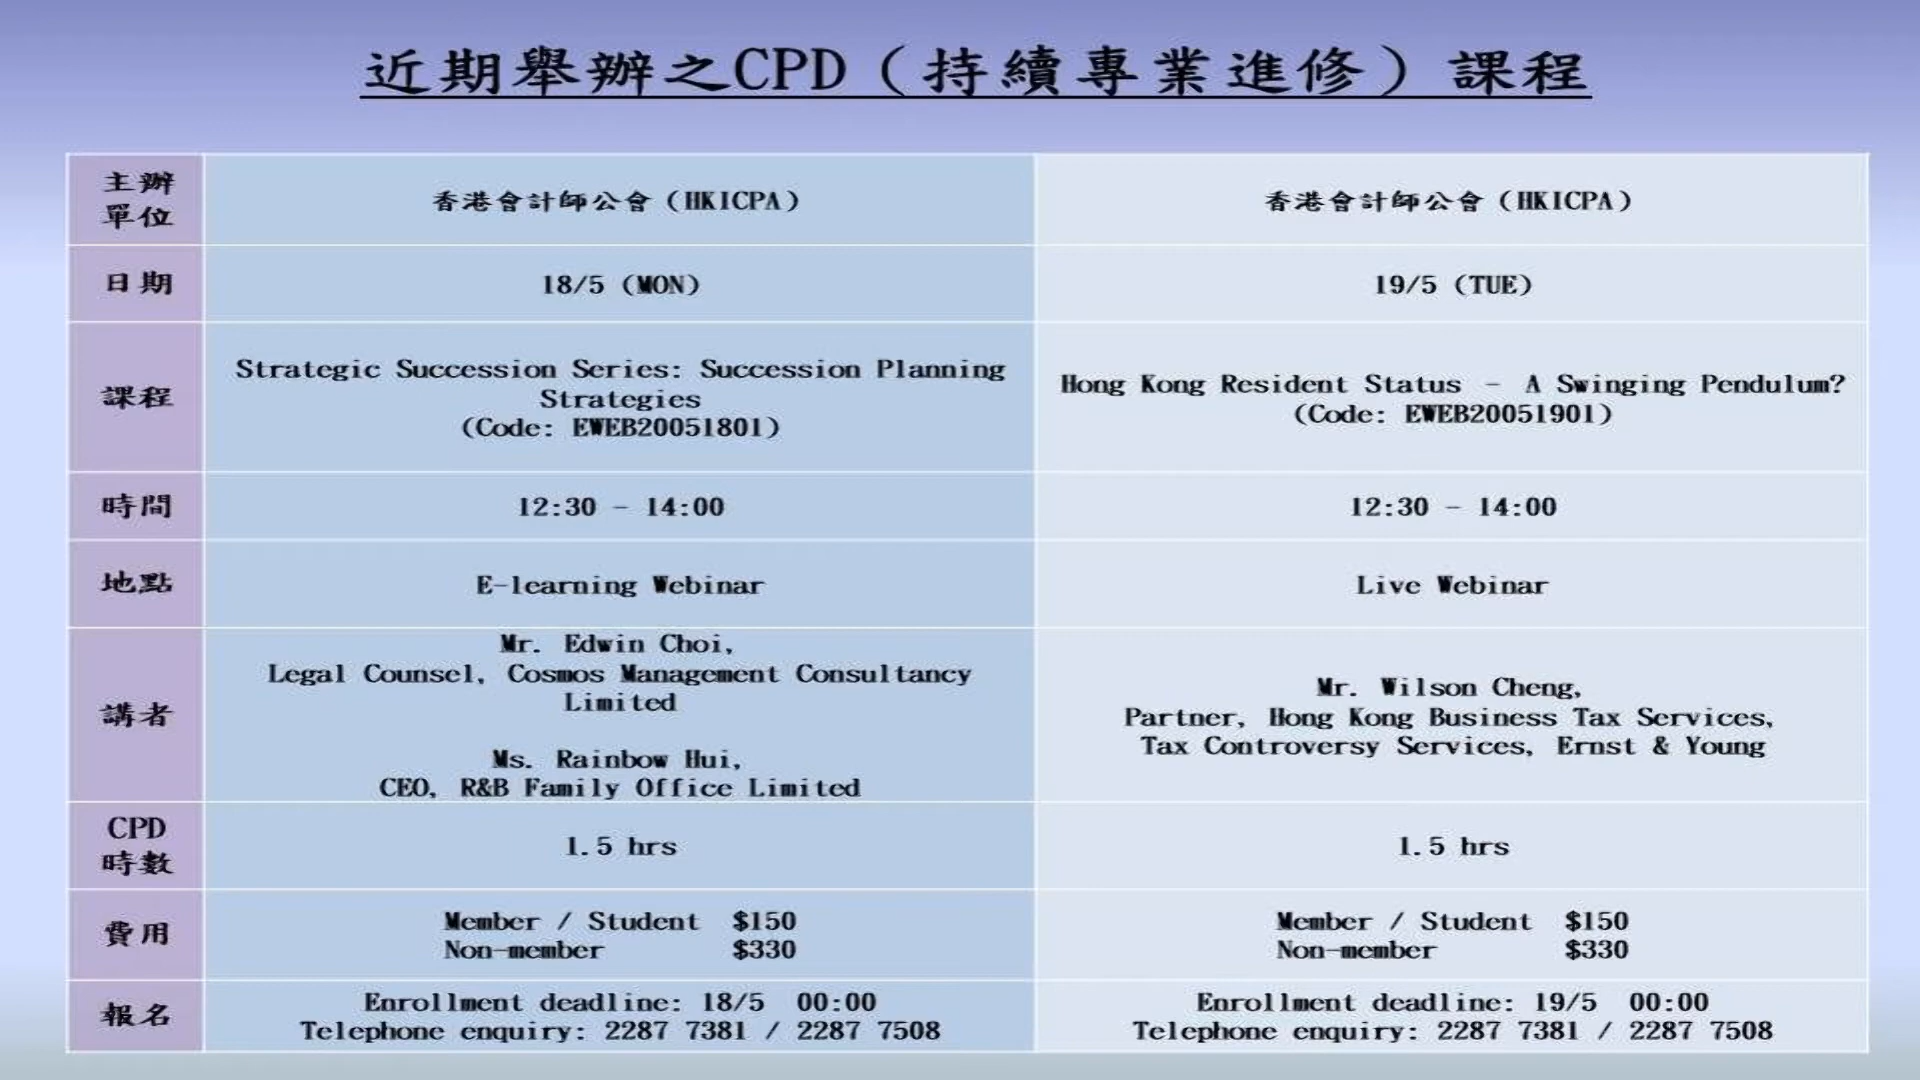 近期舉辦之CPD（持續專業進修）課程
主辦
單位
香港會計師公會（HKICPA）
香港會計師公會（HKICPA）
日期
18/5 (MON)
19/5 (TUE)
課程
Strategic Succession Series: Succession Planning
Strategies
(Code: EWEB20051801)
Hong Kong Resident Status – A Swinging Pendulum?
(Code: EWEB20051901)
時間
12:30 – 14:00
12:30 – 14:00
地點
E-learning Webinar
Live Webinar
講者
Mr. Edwin Choi,
Legal Counsel, Cosmos Management Consultancy
Limited
Ms. Rainbow Hui,
CEO, R&B Family Office Limited
Mr. Wilson Cheng,
Partner, Hong Kong Business Tax Services,
Tax Controversy Services, Ernst & Young
CPD
時數
1.5 hrs
1.5 hrs
費用
Member / Student $150
Non-member $330
Member / Student $150
Non-member $330
報名
Enrollment deadline: 18/5 00:00
Telephone enquiry: 2287 7381 / 2287 7508
Enrollment deadline: 19/5 00:00
Telephone enquiry: 2287 7381 / 2287 7508